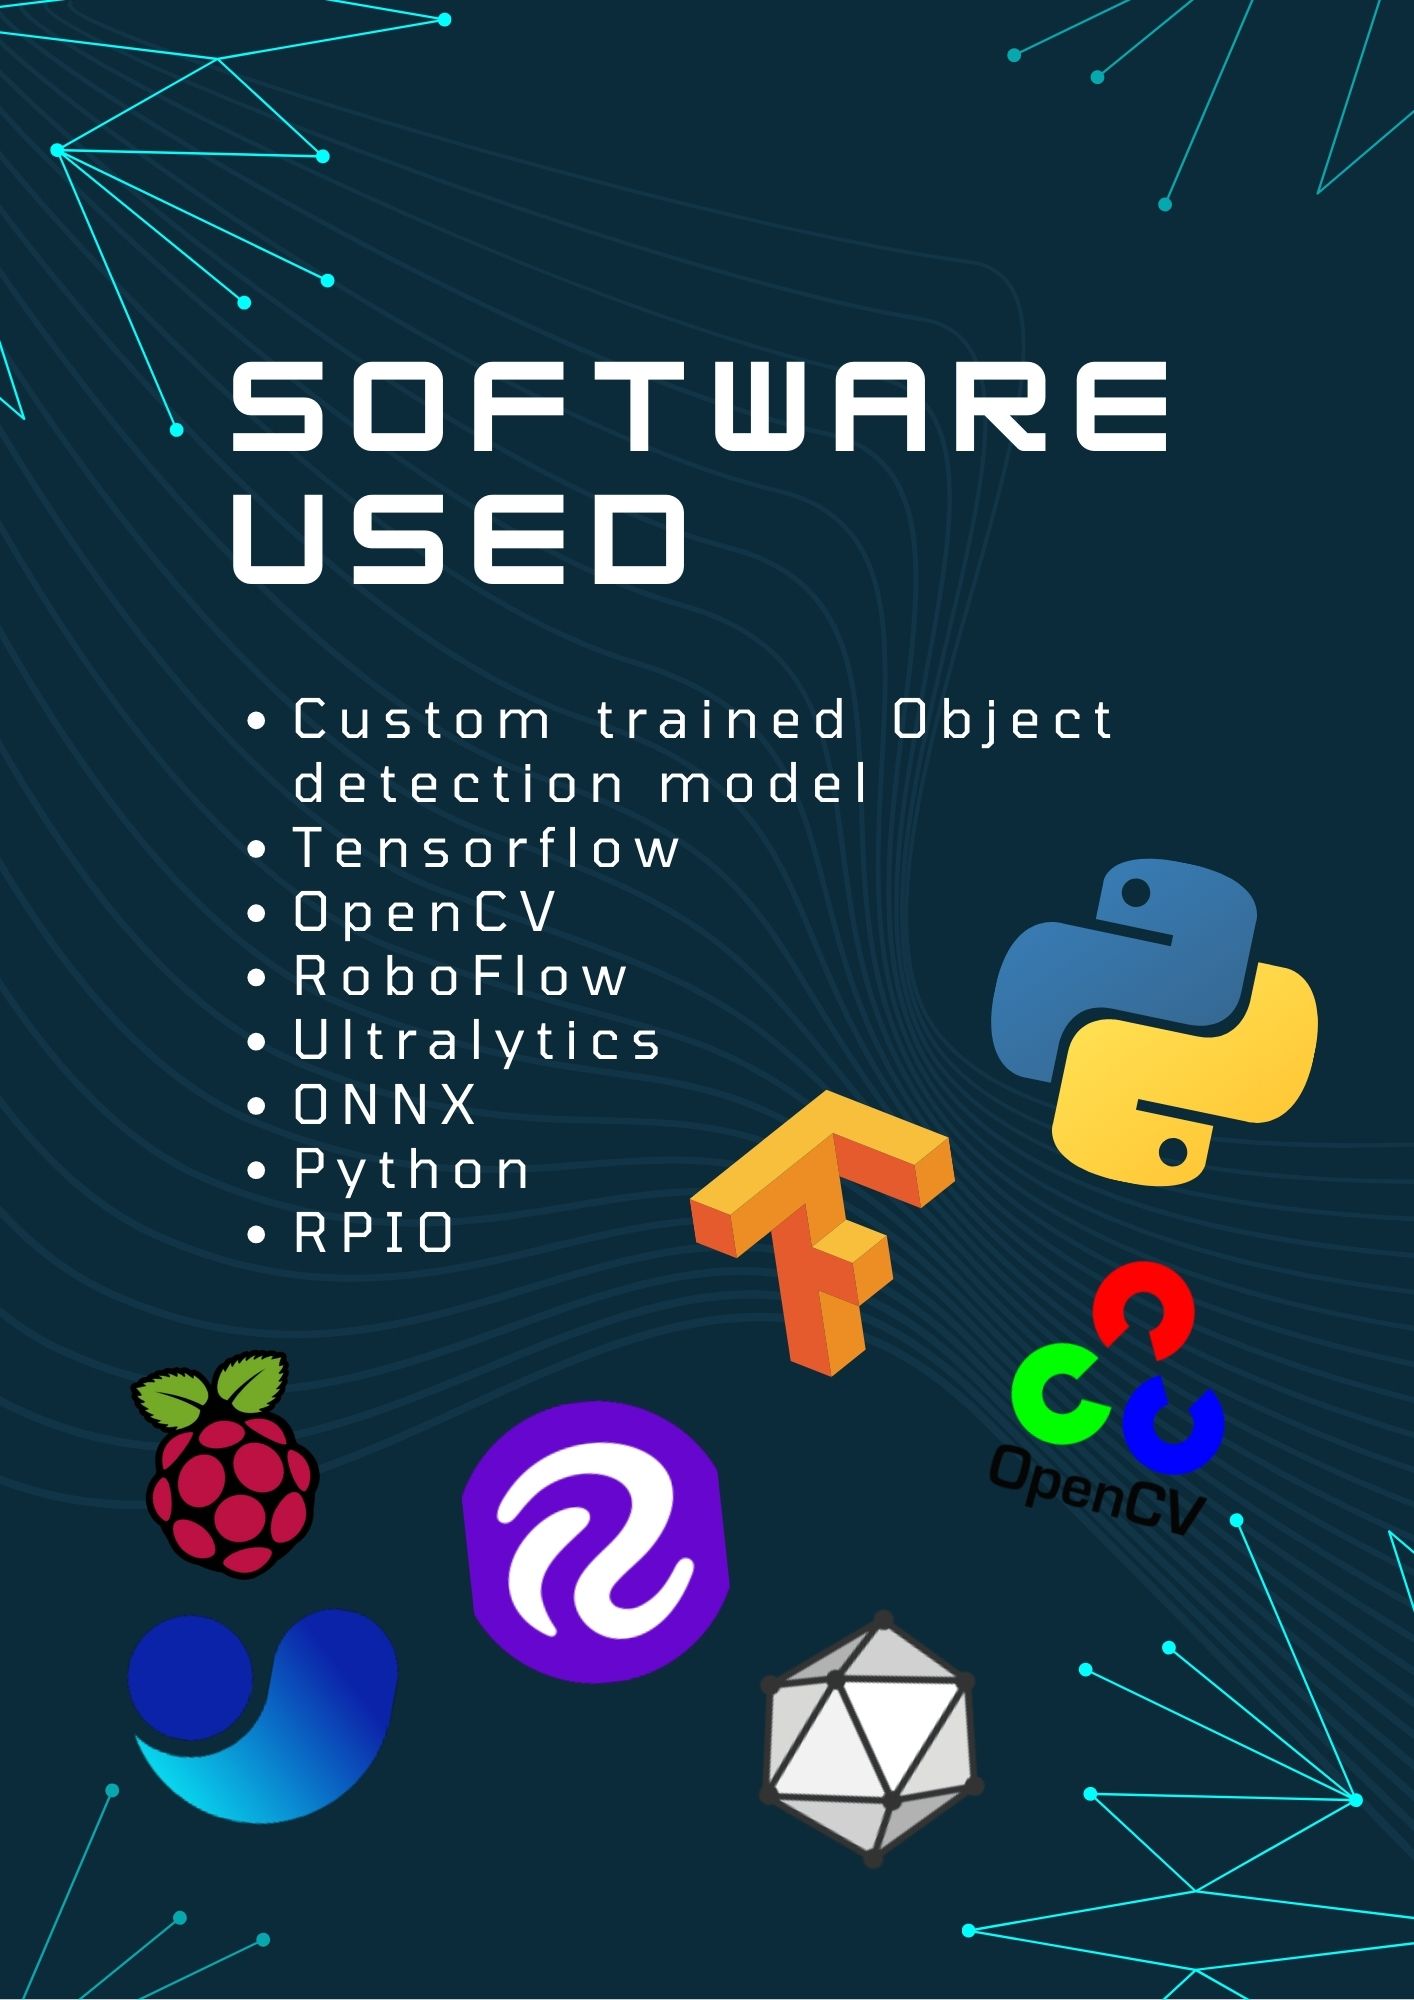 SOFTWARE
USED
• Custom trained Object
detection model
• Tensorflow
• OpenCV
• RoboFlow
• Ultralytics
• ONNX
• Python
• RPIO
OpenCV